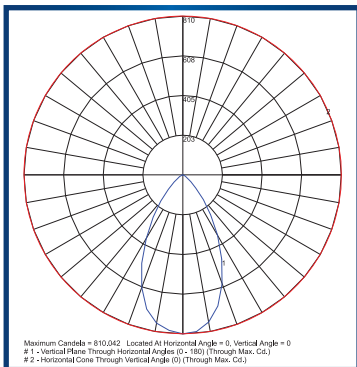 810
608
405
203
2
1
Maximum Candela = 810.042 Located At Horizontal Angle = 0, Vertical Angle = 0
# 1 - Vertical Plane Through Horizontal Angles (0 - 180) (Through Max. Cd.)
# 2 - Horizontal Cone Through Vertical Angle (0) (Through Max. Cd.)